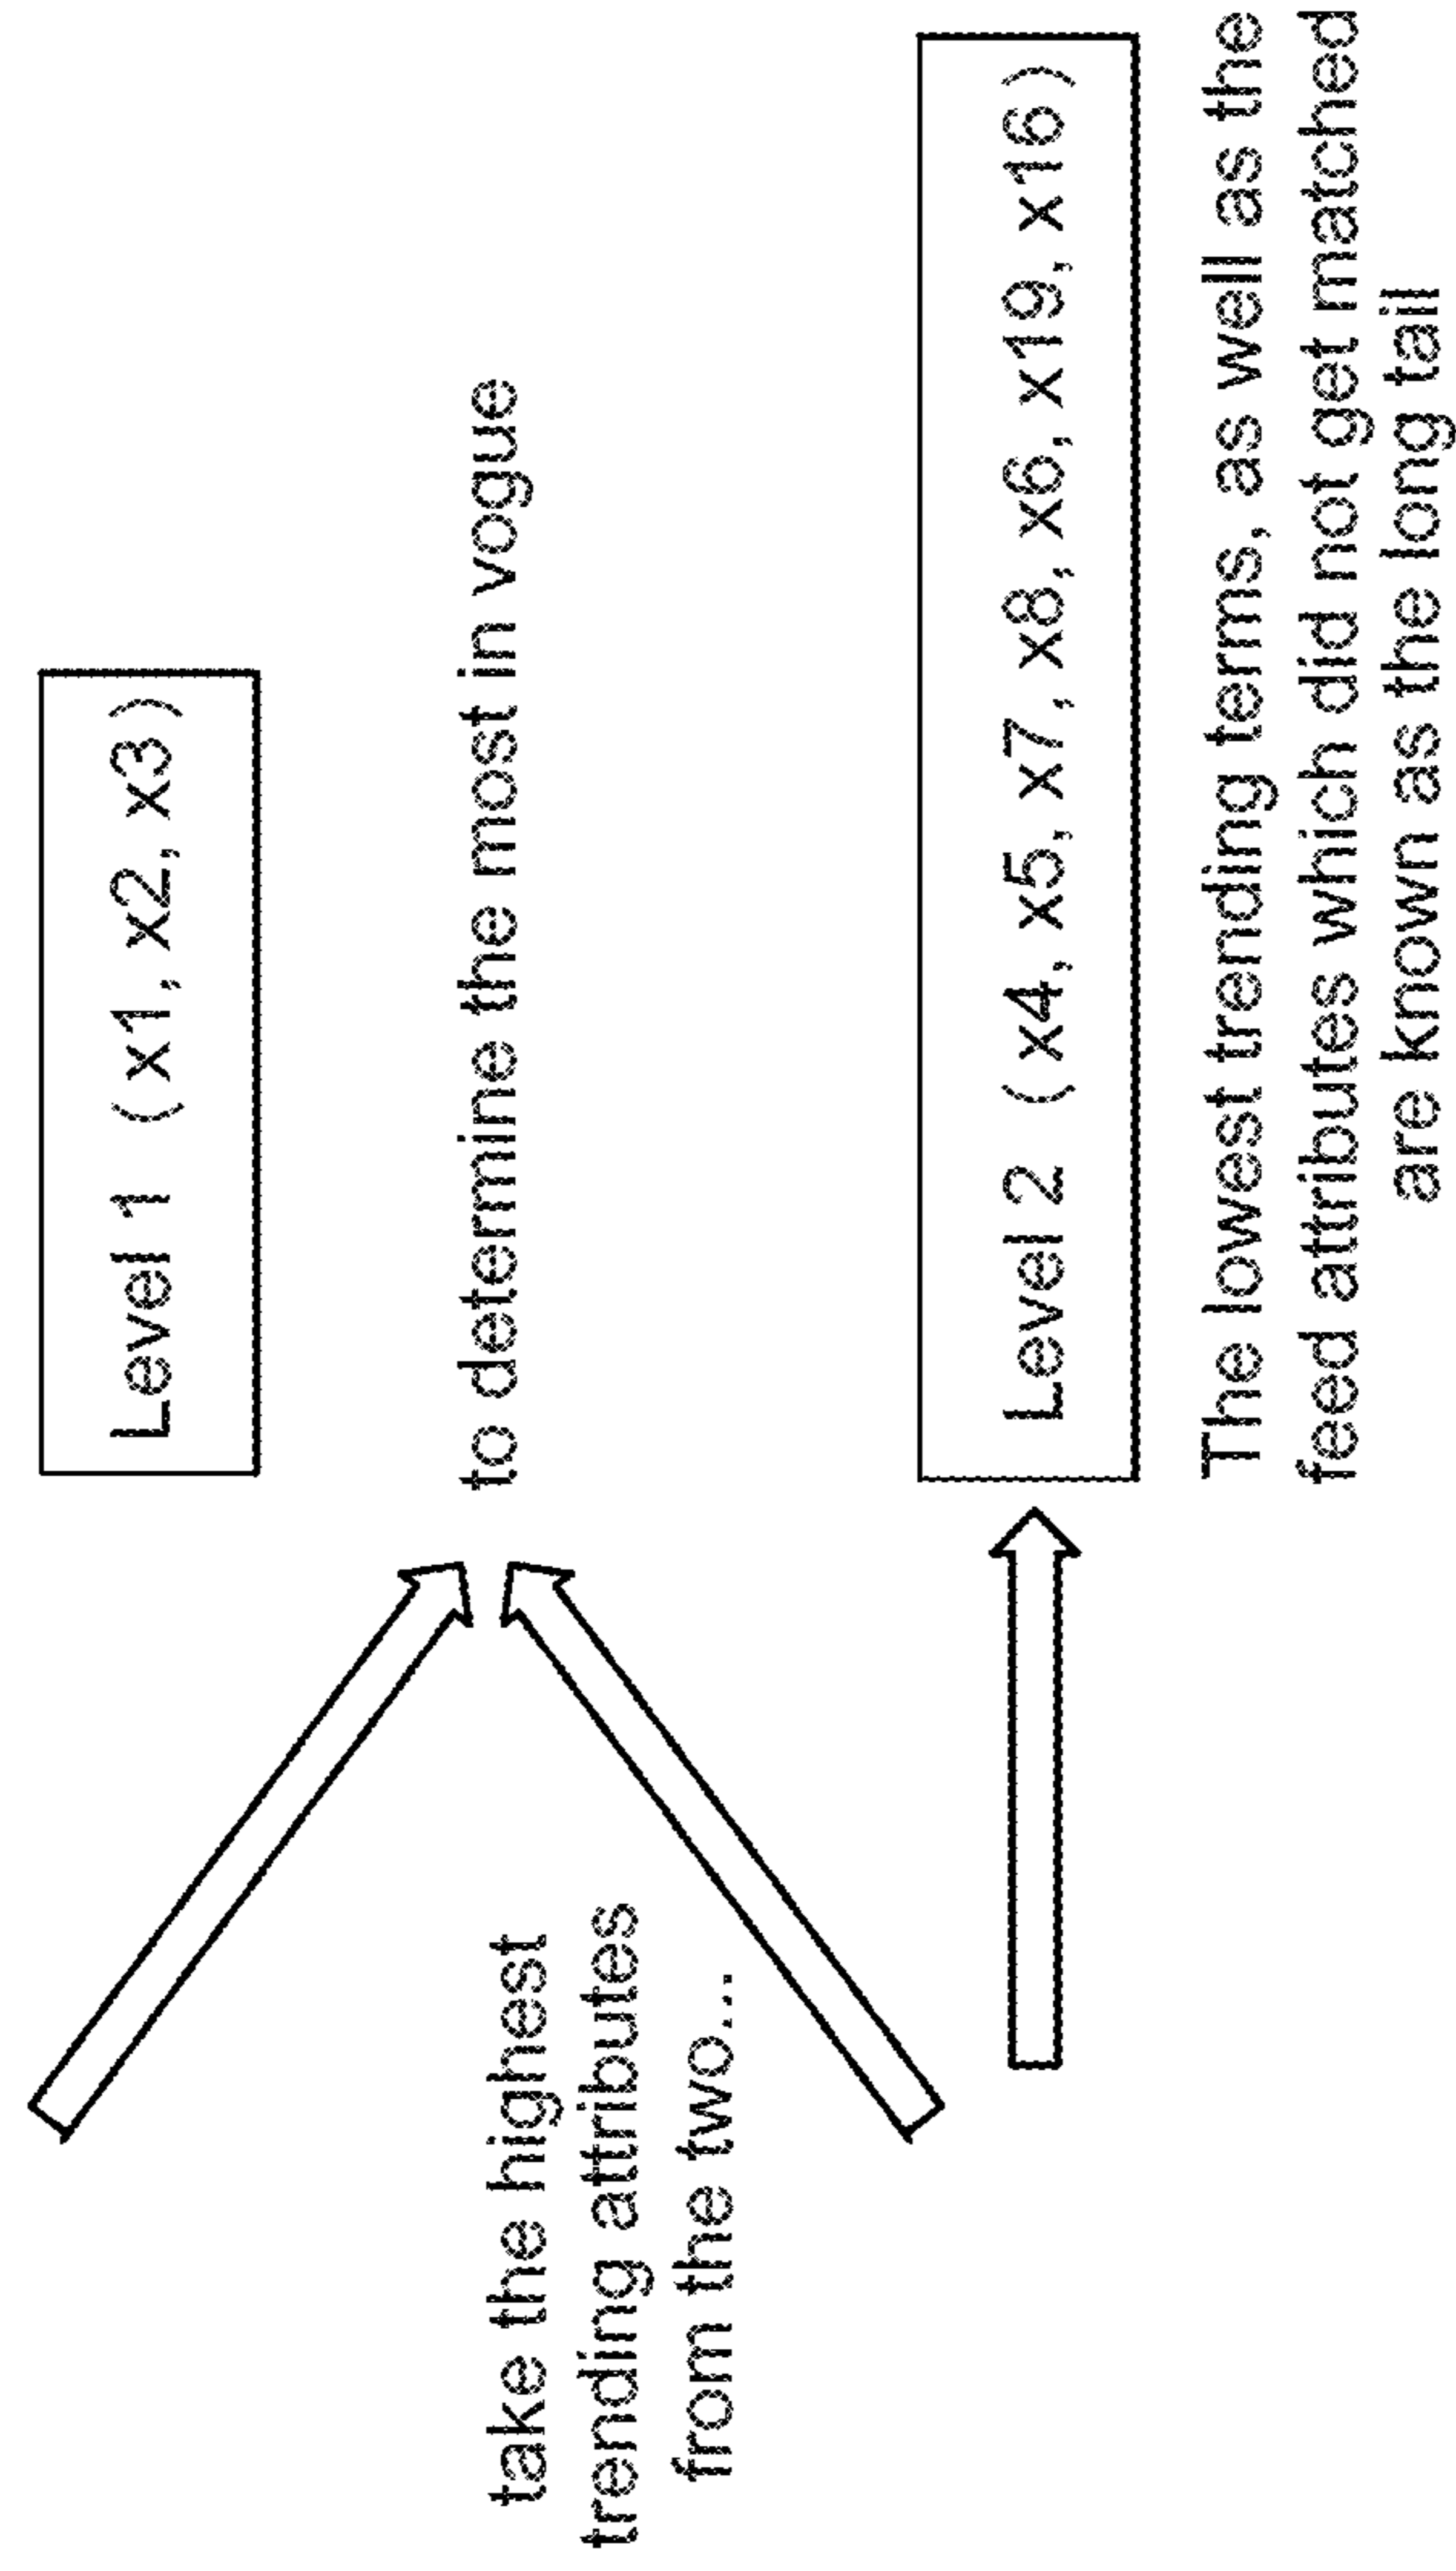 Level 1 (x1, x2, x3)
take the highest
trending attributes
from the two...
to determine the most in vogue
Level 2 (x4, x5, x7, x8, x6, x19, x16)
The lowest trending terms, as well as the
feed attributes which did not get matched
are known as the long tail